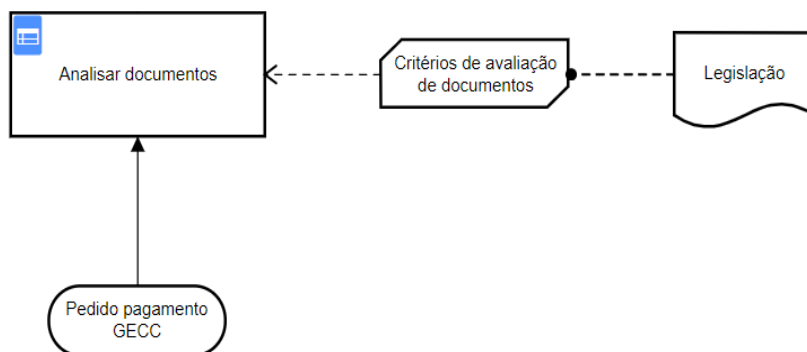 Analisar documentos
Critérios de avaliação
de documentos
Legislação
Pedido pagamento
GECC